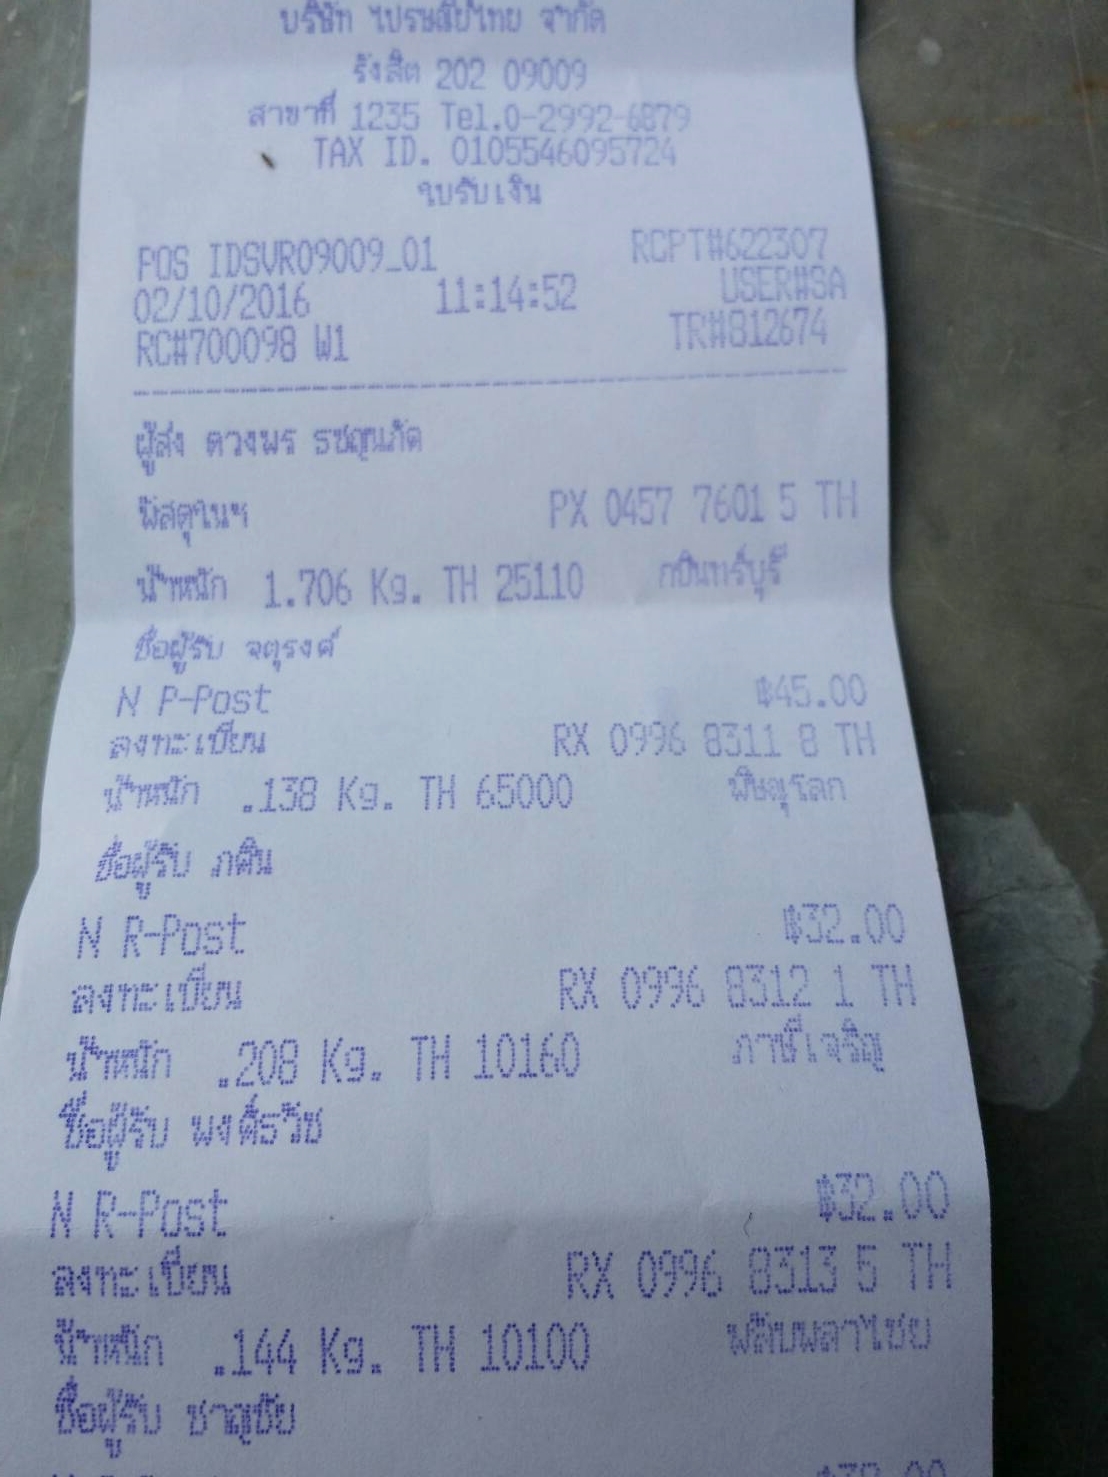 บริษัท ไปรษณีย์ไทย จำกัด
รังสิต 202 09009
สาขาที่ 1235 Tel.0-2992-6879
TAX ID. 0105546095724
ใบรับเงิน
POS IDSVR09009_01 RCPT#622307
02/10/2016 11:14:52 USER#SA
RC#700098 W1 TR#812674
ผู้ส่ง ดวงพร รชญณภัค
พัสดุในฯ PX 0457 7601 5 TH
น้ำหนัก 1.706 Kg. TH 25110 กบินทร์บุรี
ชื่อผู้รับ จตุรงค์
N P-Post ฿45.00
ลงทะเบียน RX 0996 8311 8 TH
น้ำหนัก .138 Kg. TH 65000 พิษณุโลก
ชื่อผู้รับ ภคิน
N R-Post ฿32.00
ลงทะเบียน RX 0996 8312 1 TH
น้ำหนัก .208 Kg. TH 10160 ภาษีเจริญ
ชื่อผู้รับ พงศ์ธวัช
N R-Post ฿32.00
ลงทะเบียน RX 0996 8313 5 TH
น้ำหนัก .144 Kg. TH 10100 พลับพลาไชย
ชื่อผู้รับ ชาญชัย